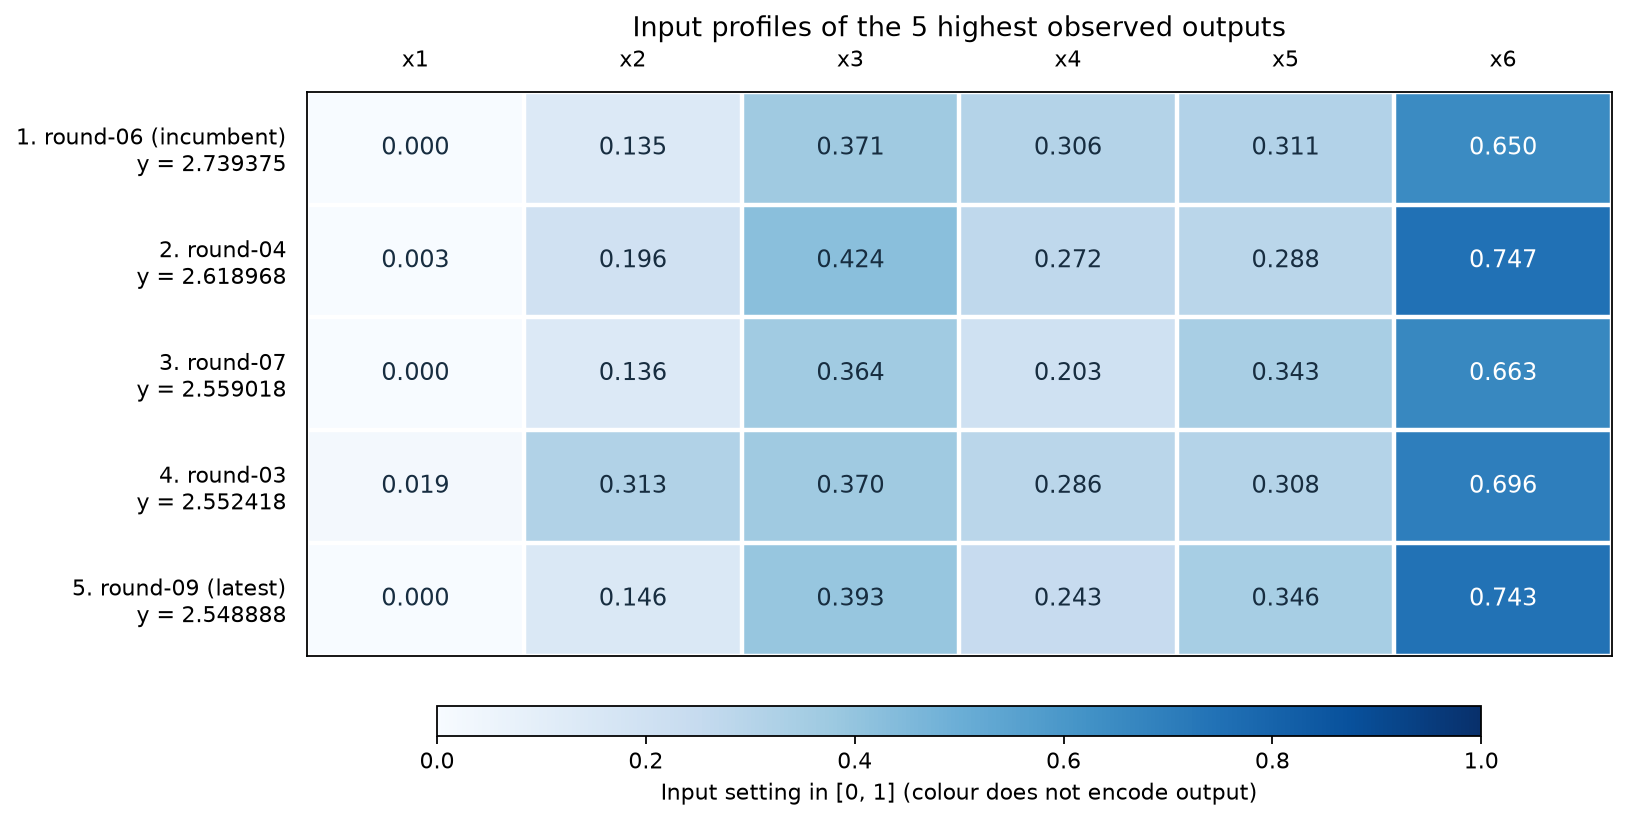 Input profiles of the 5 highest observed outputs
x1 x2 x3 x4 x5 x6
1. round-06 (incumbent)
y = 2.739375
0.000 0.135 0.371 0.306 0.311 0.650
2. round-04
y = 2.618968
0.003 0.196 0.424 0.272 0.288 0.747
3. round-07
y = 2.559018
0.000 0.136 0.364 0.203 0.343 0.663
4. round-03
y = 2.552418
0.019 0.313 0.370 0.286 0.308 0.696
5. round-09 (latest)
y = 2.548888
0.000 0.146 0.393 0.243 0.346 0.743
0.0 0.2 0.4 0.6 0.8 1.0
Input setting in [0, 1] (colour does not encode output)